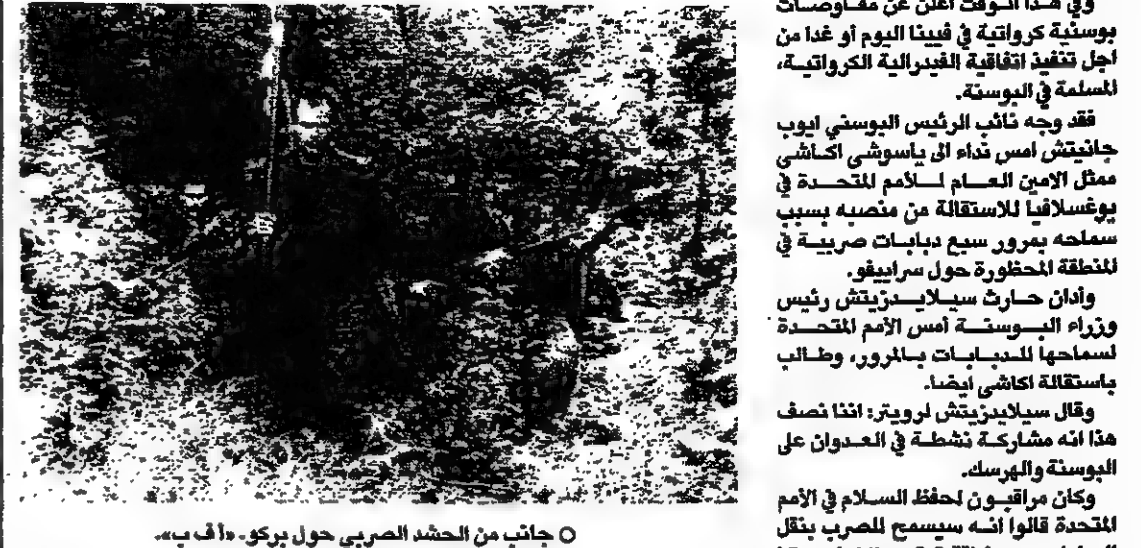 وفي هذا الوقت أعلن عن مفاوضات
بوسنية كرواتية في فيينا اليوم أو غدا من
اجل تنفيذ اتفاقية الفيدرالية الكرواتية،
المسلمة في البوسنة.
فقد وجه نائب الرئيس البوسني ايوب
جانيتش امس نداء الى ياسوشي اكاشي
ممثل الامين العام للأمم المتحدة في
يوغسلافيا للاستقالة من منصبه بسبب
سماحه بمرور سبع دبابات صربية في
المنطقة المحظورة حول سراييفو.
وأدان حارث سيلايدزيتش رئيس
وزراء البوسنة أمس الأمم المتحدة
لسماحها للدبابات بالمرور، وطالب
باستقالة اكاشي ايضا.
وقال سيلايدزيتش لرويتر: اننا نصف
هذا انه مشاركة نشطة في العدوان على
البوسنة والهرسك.
وكان مراقبون لحفظ السلام في الأمم
المتحدة قالوا انه سيسمح للصرب بنقل
○ جانب من الحشد الصربي حول بركو. «أ ف ب».